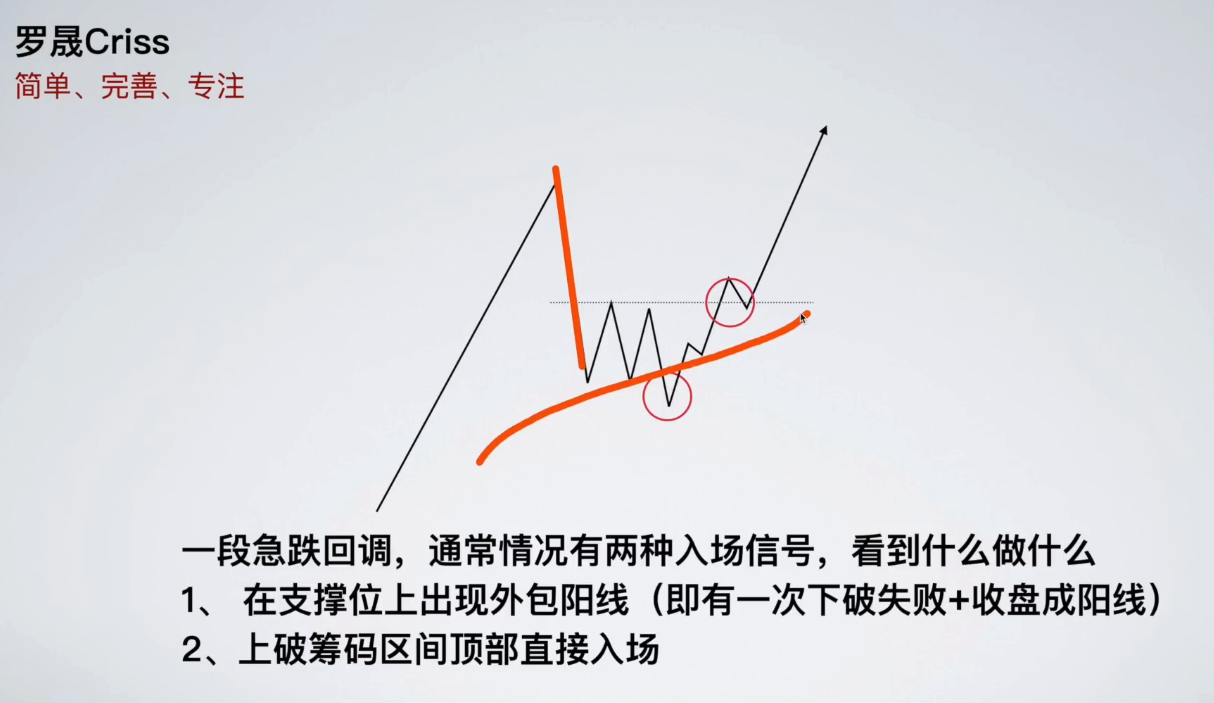 罗晟Criss
简单、完善、专注
一段急跌回调，通常情况有两种入场信号，看到什么做什么
1、 在支撑位上出现外包阳线（即有一次下破失败+收盘成阳线）
2、上破筹码区间顶部直接入场